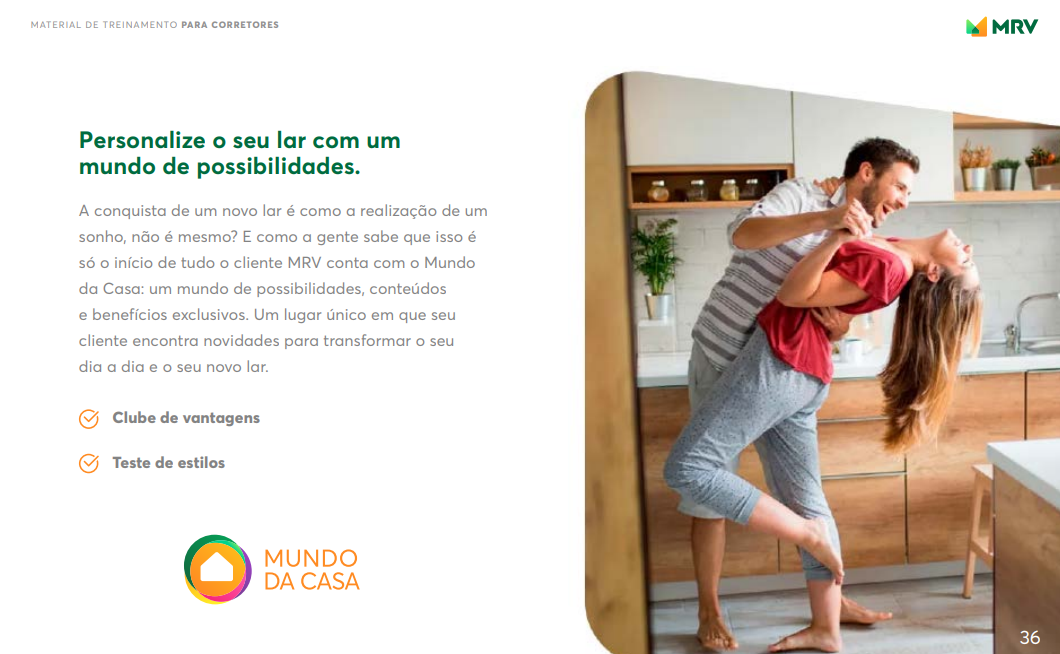 MATERIAL DE TREINAMENTO PARA CORRETORES
MRV
Personalize o seu lar com um
mundo de possibilidades.
A conquista de um novo lar é como a realização de um
sonho, não é mesmo? E como a gente sabe que isso é
só o início de tudo o cliente MRV conta com o Mundo
da Casa: um mundo de possibilidades, conteúdos
e benefícios exclusivos. Um lugar único em que seu
cliente encontra novidades para transformar o seu
dia a dia e o seu novo lar.
Clube de vantagens
Teste de estilos
MUNDO
DA CASA
36